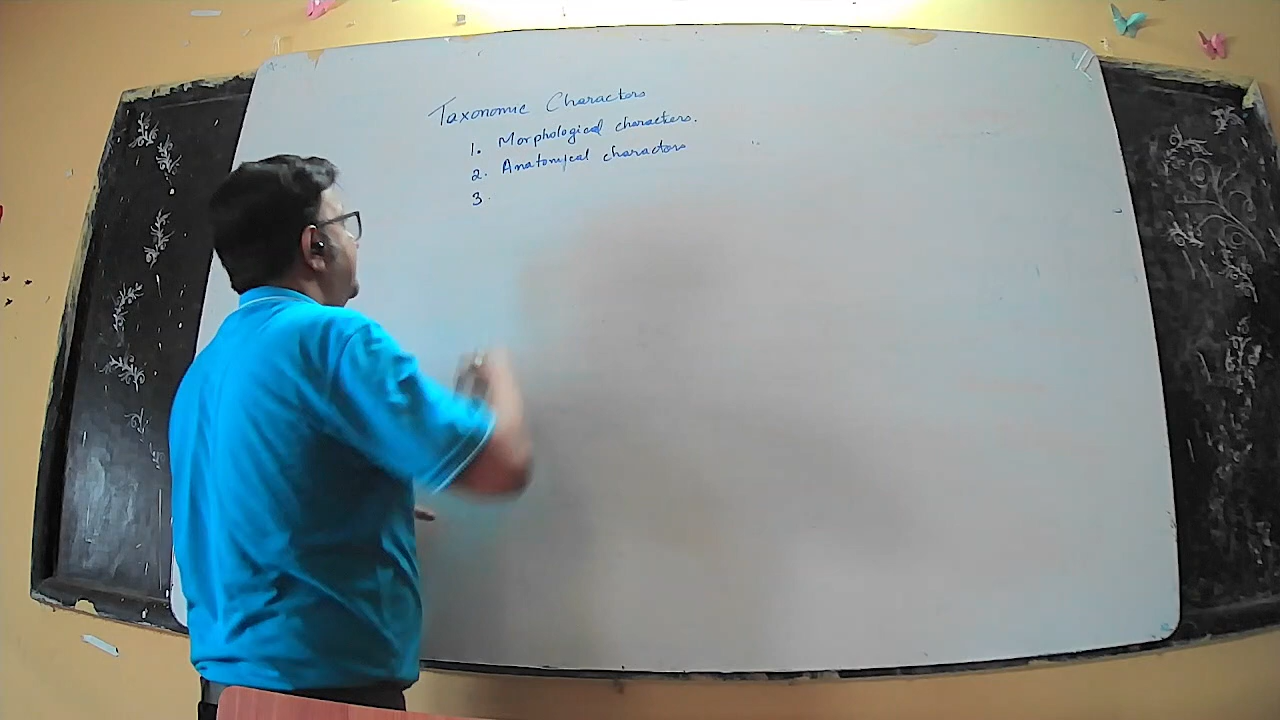 Taxonomic Characters
1. Morphological characters.
2. Anatomical characters
3.